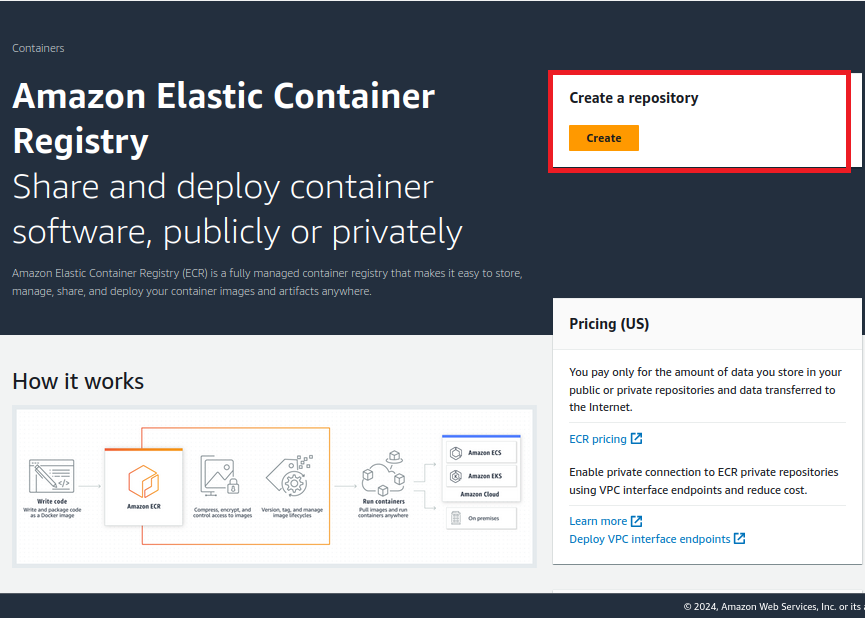 Containers
Amazon Elastic Container
Registry
Share and deploy container
software, publicly or privately
Amazon Elastic Container Registry (ECR) is a fully managed container registry that makes it easy to store,
manage, share, and deploy your container images and artifacts anywhere.
Create a repository
Create
Pricing (US)
You pay only for the amount of data you store in your
public or private repositories and data transferred to
the Internet.
ECR pricing
Enable private connection to ECR private repositories
using VPC interface endpoints and reduce cost.
Learn more
Deploy VPC interface endpoints
How it works
Write code
Write and package code
as a Docker image
Amazon ECR
Compress, encrypt, and
control access to images
Version, tag, and manage
image lifecycles
Run containers
Pull images and run
containers anywhere
Amazon ECS
Amazon EKS
Amazon Cloud
On premises
© 2024, Amazon Web Services, Inc. or its